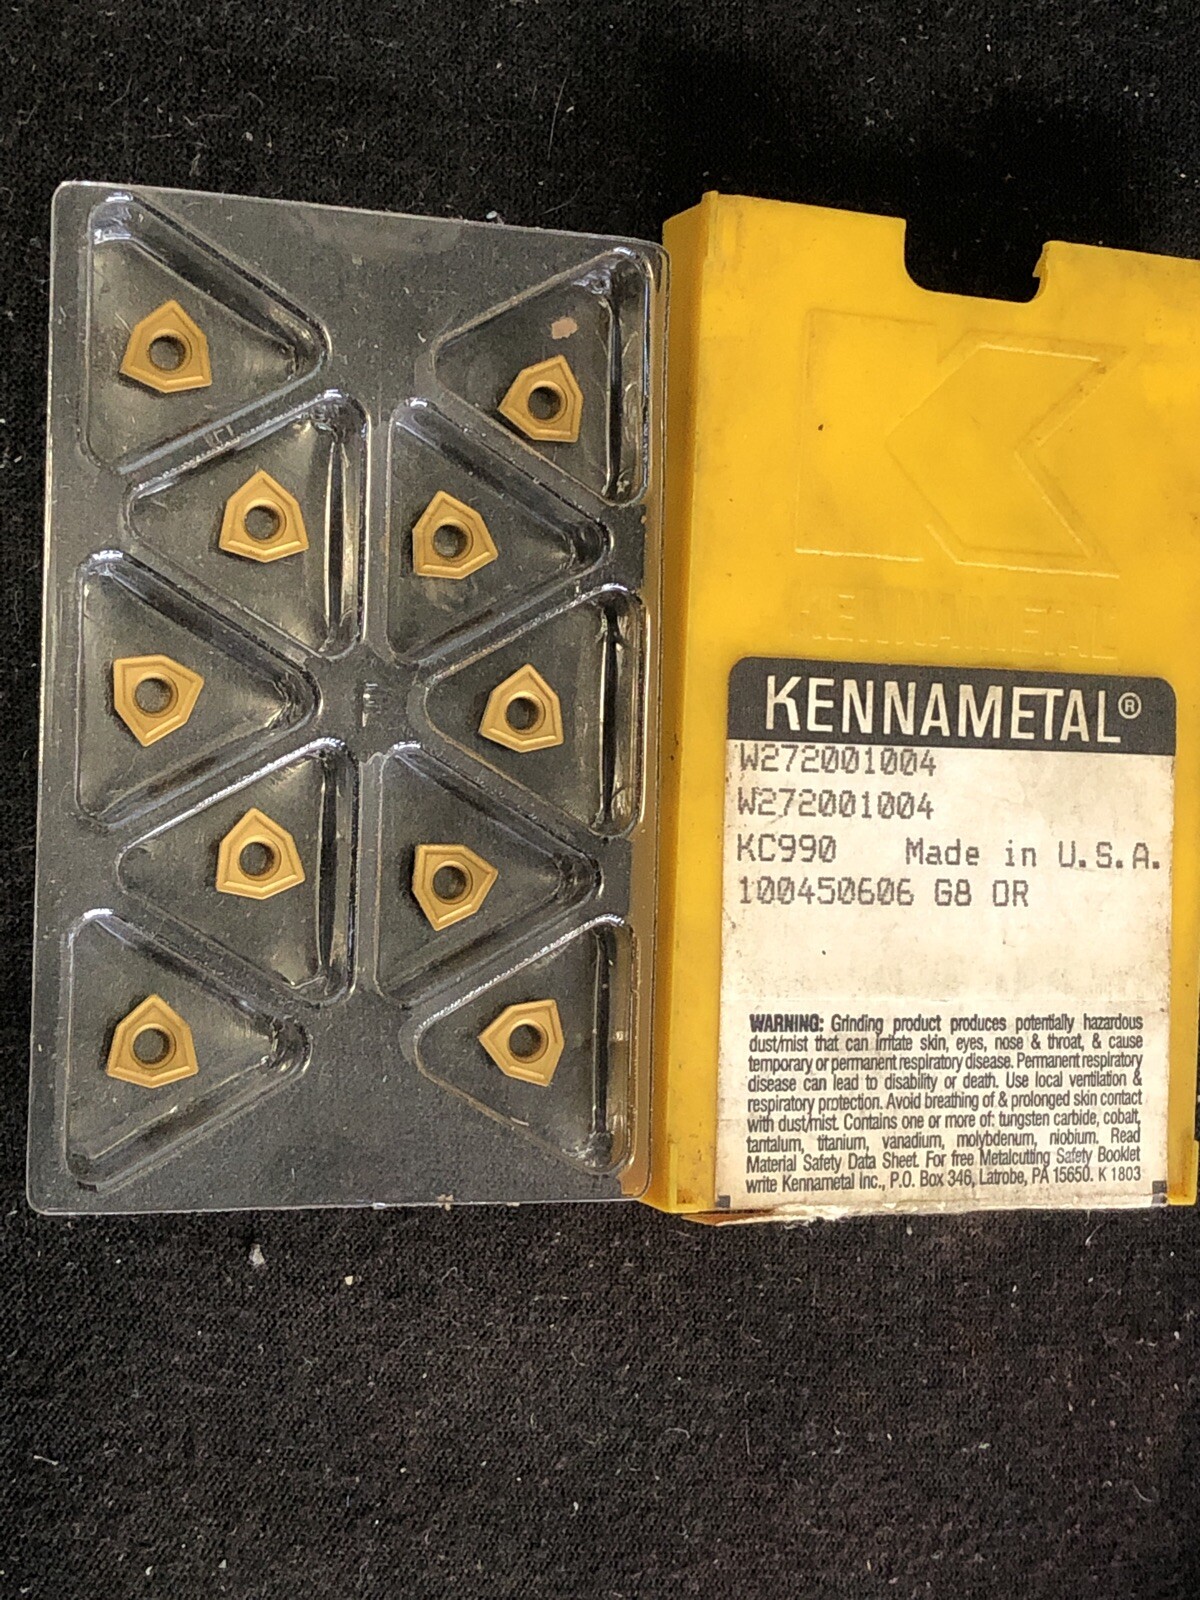 KENNAMETAL
KENNAMETAL®
W272001004
W272001004
KC990 Made in U.S.A.
100450606 G8 OR
WARNING: Grinding product produces potentially hazardous
dust/mist that can irritate skin, eyes, nose & throat, & cause
temporary or permanent respiratory disease. Permanent respiratory
disease can lead to disability or death. Use local ventilation &
respiratory protection. Avoid breathing of & prolonged skin contact
with dust/mist. Contains one or more of: tungsten carbide, cobalt,
tantalum, titanium, vanadium, molybdenum, niobium. Read
Material Safety Data Sheet. For free Metalcutting Safety Booklet
write Kennametal Inc., P.O. Box 346, Latrobe, PA 15650. K 1803